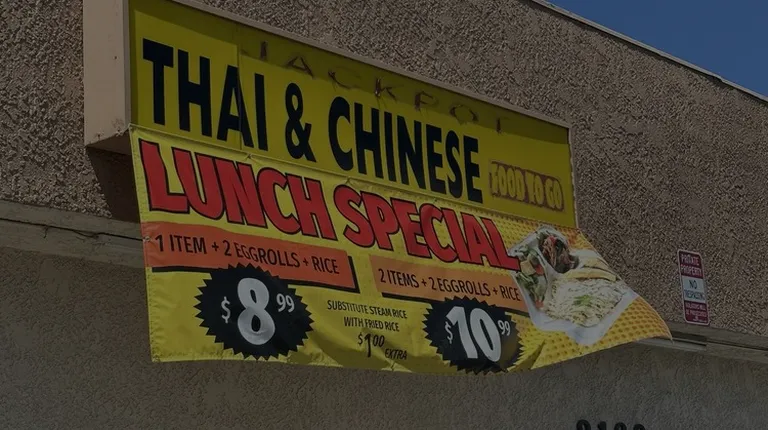 JACKPOT
THAI & CHINESE
FOOD TO GO
LUNCH SPECIAL
1 ITEM + 2 EGGROLLS + RICE
$8.99
SUBSTITUTE STEAM RICE
WITH FRIED RICE
$1.00 EXTRA
2 ITEMS + 2 EGGROLLS + RICE
$10.99
PRIVATE
PROPERTY
NO